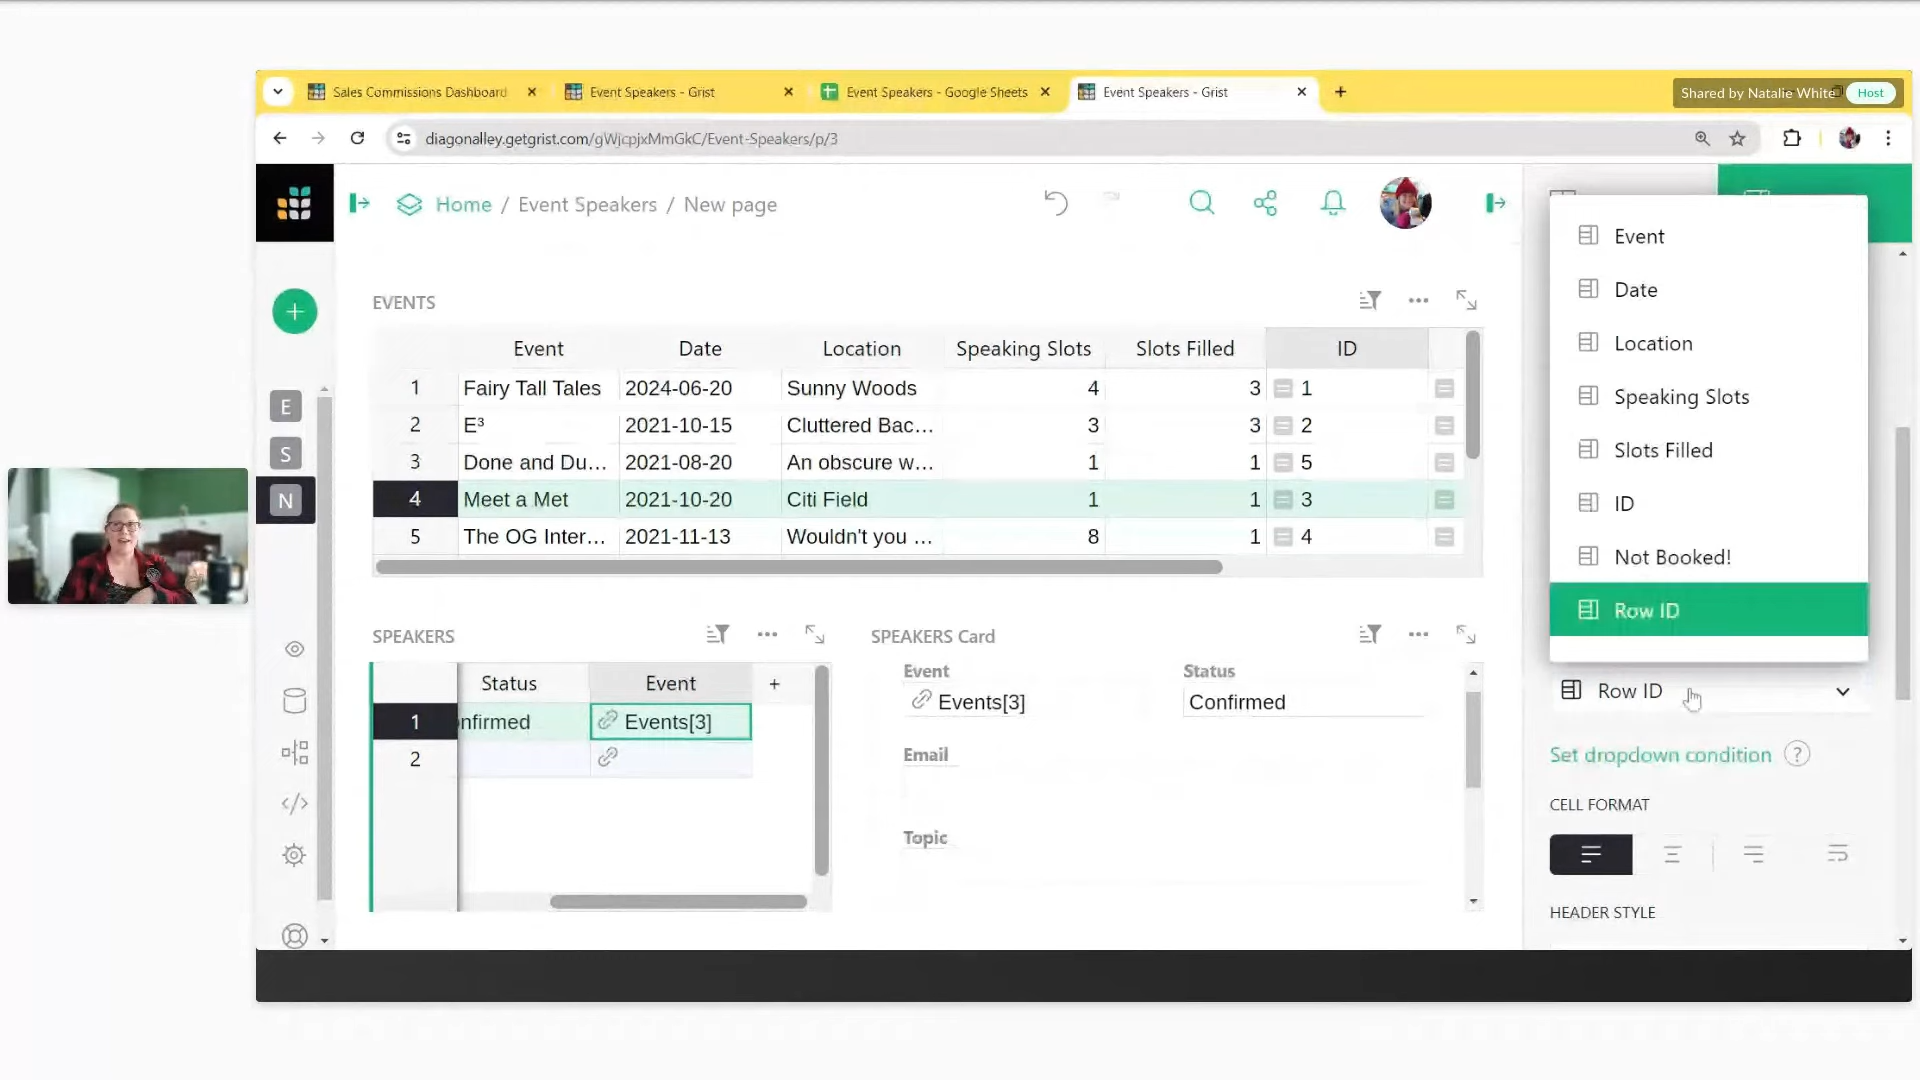 Sales Commissions Dashboard
Event Speakers - Grist
Event Speakers - Google Sheets
Event Speakers - Grist
Shared by Natalie White
Host
diagonalley.getgrist.com/gWjcpjxMmGkC/Event-Speakers/p/3
Home / Event Speakers / New page
EVENTS
Event Date Location Speaking Slots Slots Filled ID
1 Fairy Tall Tales 2024-06-20 Sunny Woods 4 3 = 1 =
2 E³ 2021-10-15 Cluttered Bac... 3 3 = 2 =
3 Done and Du... 2021-08-20 An obscure w... 1 1 = 5 =
4 Meet a Met 2021-10-20 Citi Field 1 1 = 3 =
5 The OG Inter... 2021-11-13 Wouldn't you ... 8 1 = 4 =
E
S
N
SPEAKERS
Status Event +
1 nfirmed Events[3]
2
SPEAKERS Card
Event Status
Events[3] Confirmed
Email
Topic
Event
Date
Location
Speaking Slots
Slots Filled
ID
Not Booked!
Row ID
Row ID
Set dropdown condition ?
CELL FORMAT
HEADER STYLE